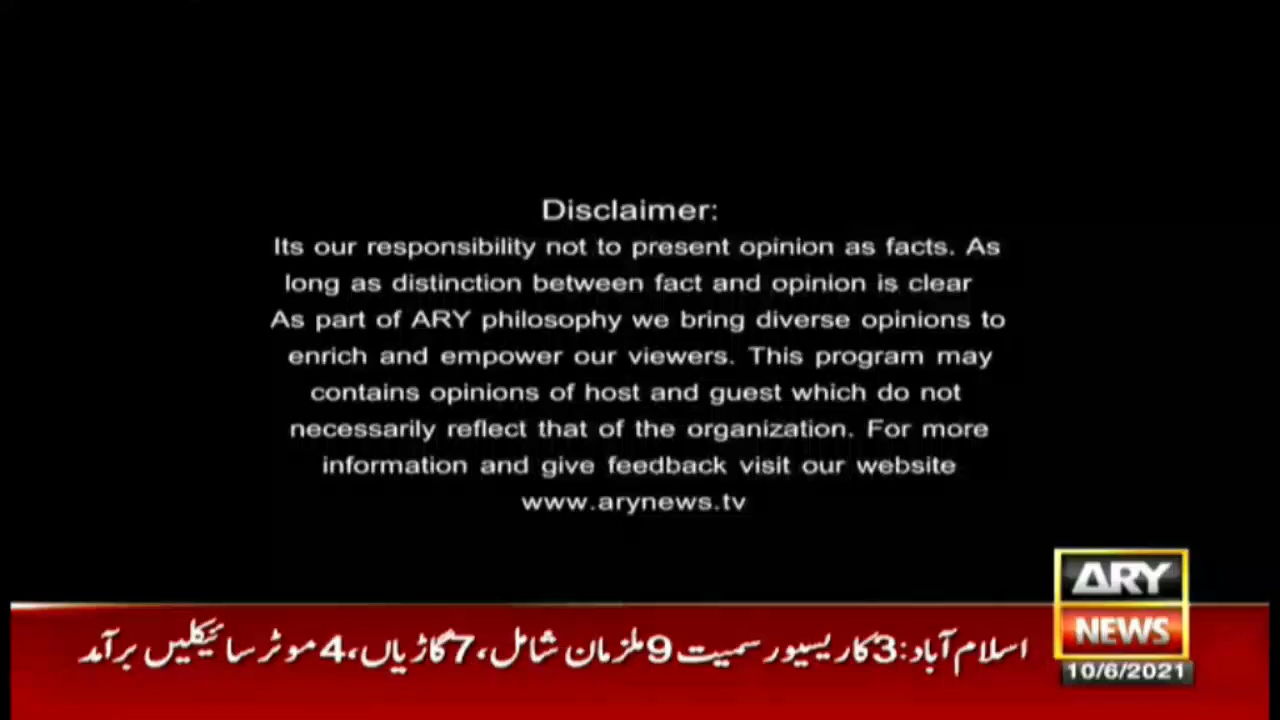 Disclaimer:
Its our responsibility not to present opinion as facts. As
long as distinction between fact and opinion is clear
As part of ARY philosophy we bring diverse opinions to
enrich and empower our viewers. This program may
contains opinions of host and guest which do not
necessarily reflect that of the organization. For more
information and give feedback visit our website
www.arynews.tv
ARY
NEWS
10/6/2021
اسلام آباد: 3 کار ریسیور سمیت 9 ملزمان شامل، 7 گاڑیاں، 4 موٹر سائیکلیں برآمد